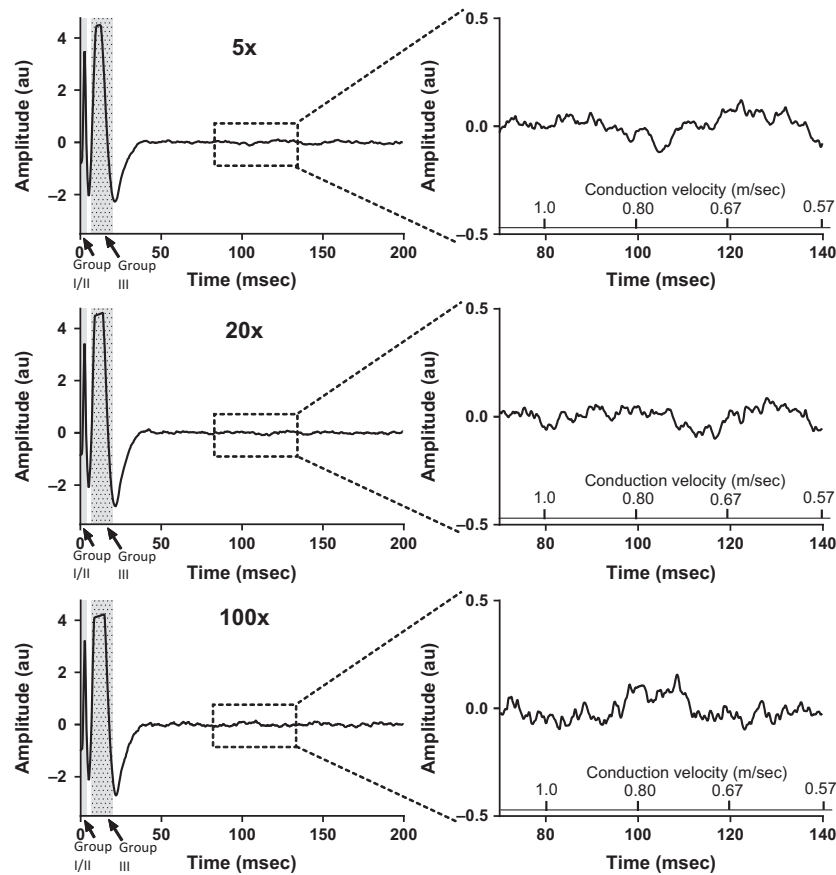 5x
Amplitude (au)
4
2
0
−2
0
50
100
150
200
Group
I/II
Group
III
Time (msec)
Amplitude (au)
0.5
0.0
−0.5
Conduction velocity (m/sec)
1.0
0.80
0.67
0.57
80
100
120
140
Time (msec)
20x
Amplitude (au)
4
2
0
−2
0
50
100
150
200
Group
I/II
Group
III
Time (msec)
Amplitude (au)
0.5
0.0
−0.5
Conduction velocity (m/sec)
1.0
0.80
0.67
0.57
80
100
120
140
Time (msec)
100x
Amplitude (au)
4
2
0
−2
0
50
100
150
200
Group
I/II
Group
III
Time (msec)
Amplitude (au)
0.5
0.0
−0.5
Conduction velocity (m/sec)
1.0
0.80
0.67
0.57
80
100
120
140
Time (msec)